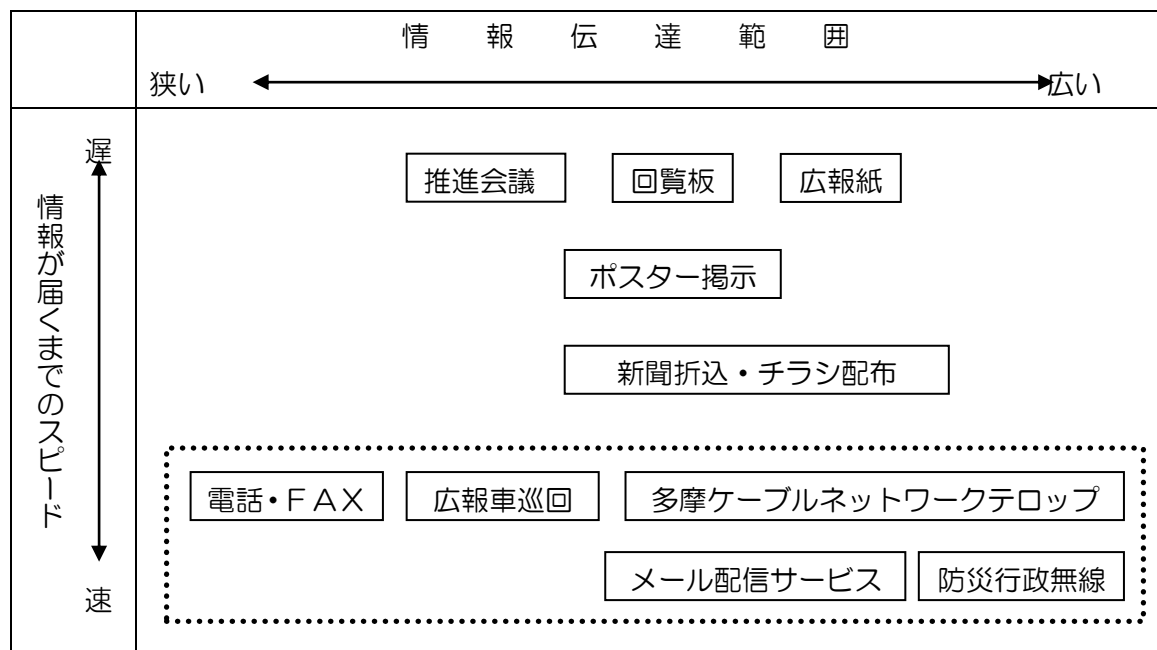 情報伝達範囲
狭い 広い
遅
情報が届くまでのスピード
速
推進会議 回覧板 広報紙
ポスター掲示
新聞折込・チラシ配布
電話・ＦＡＸ 広報車巡回 多摩ケーブルネットワークテロップ
メール配信サービス 防災行政無線